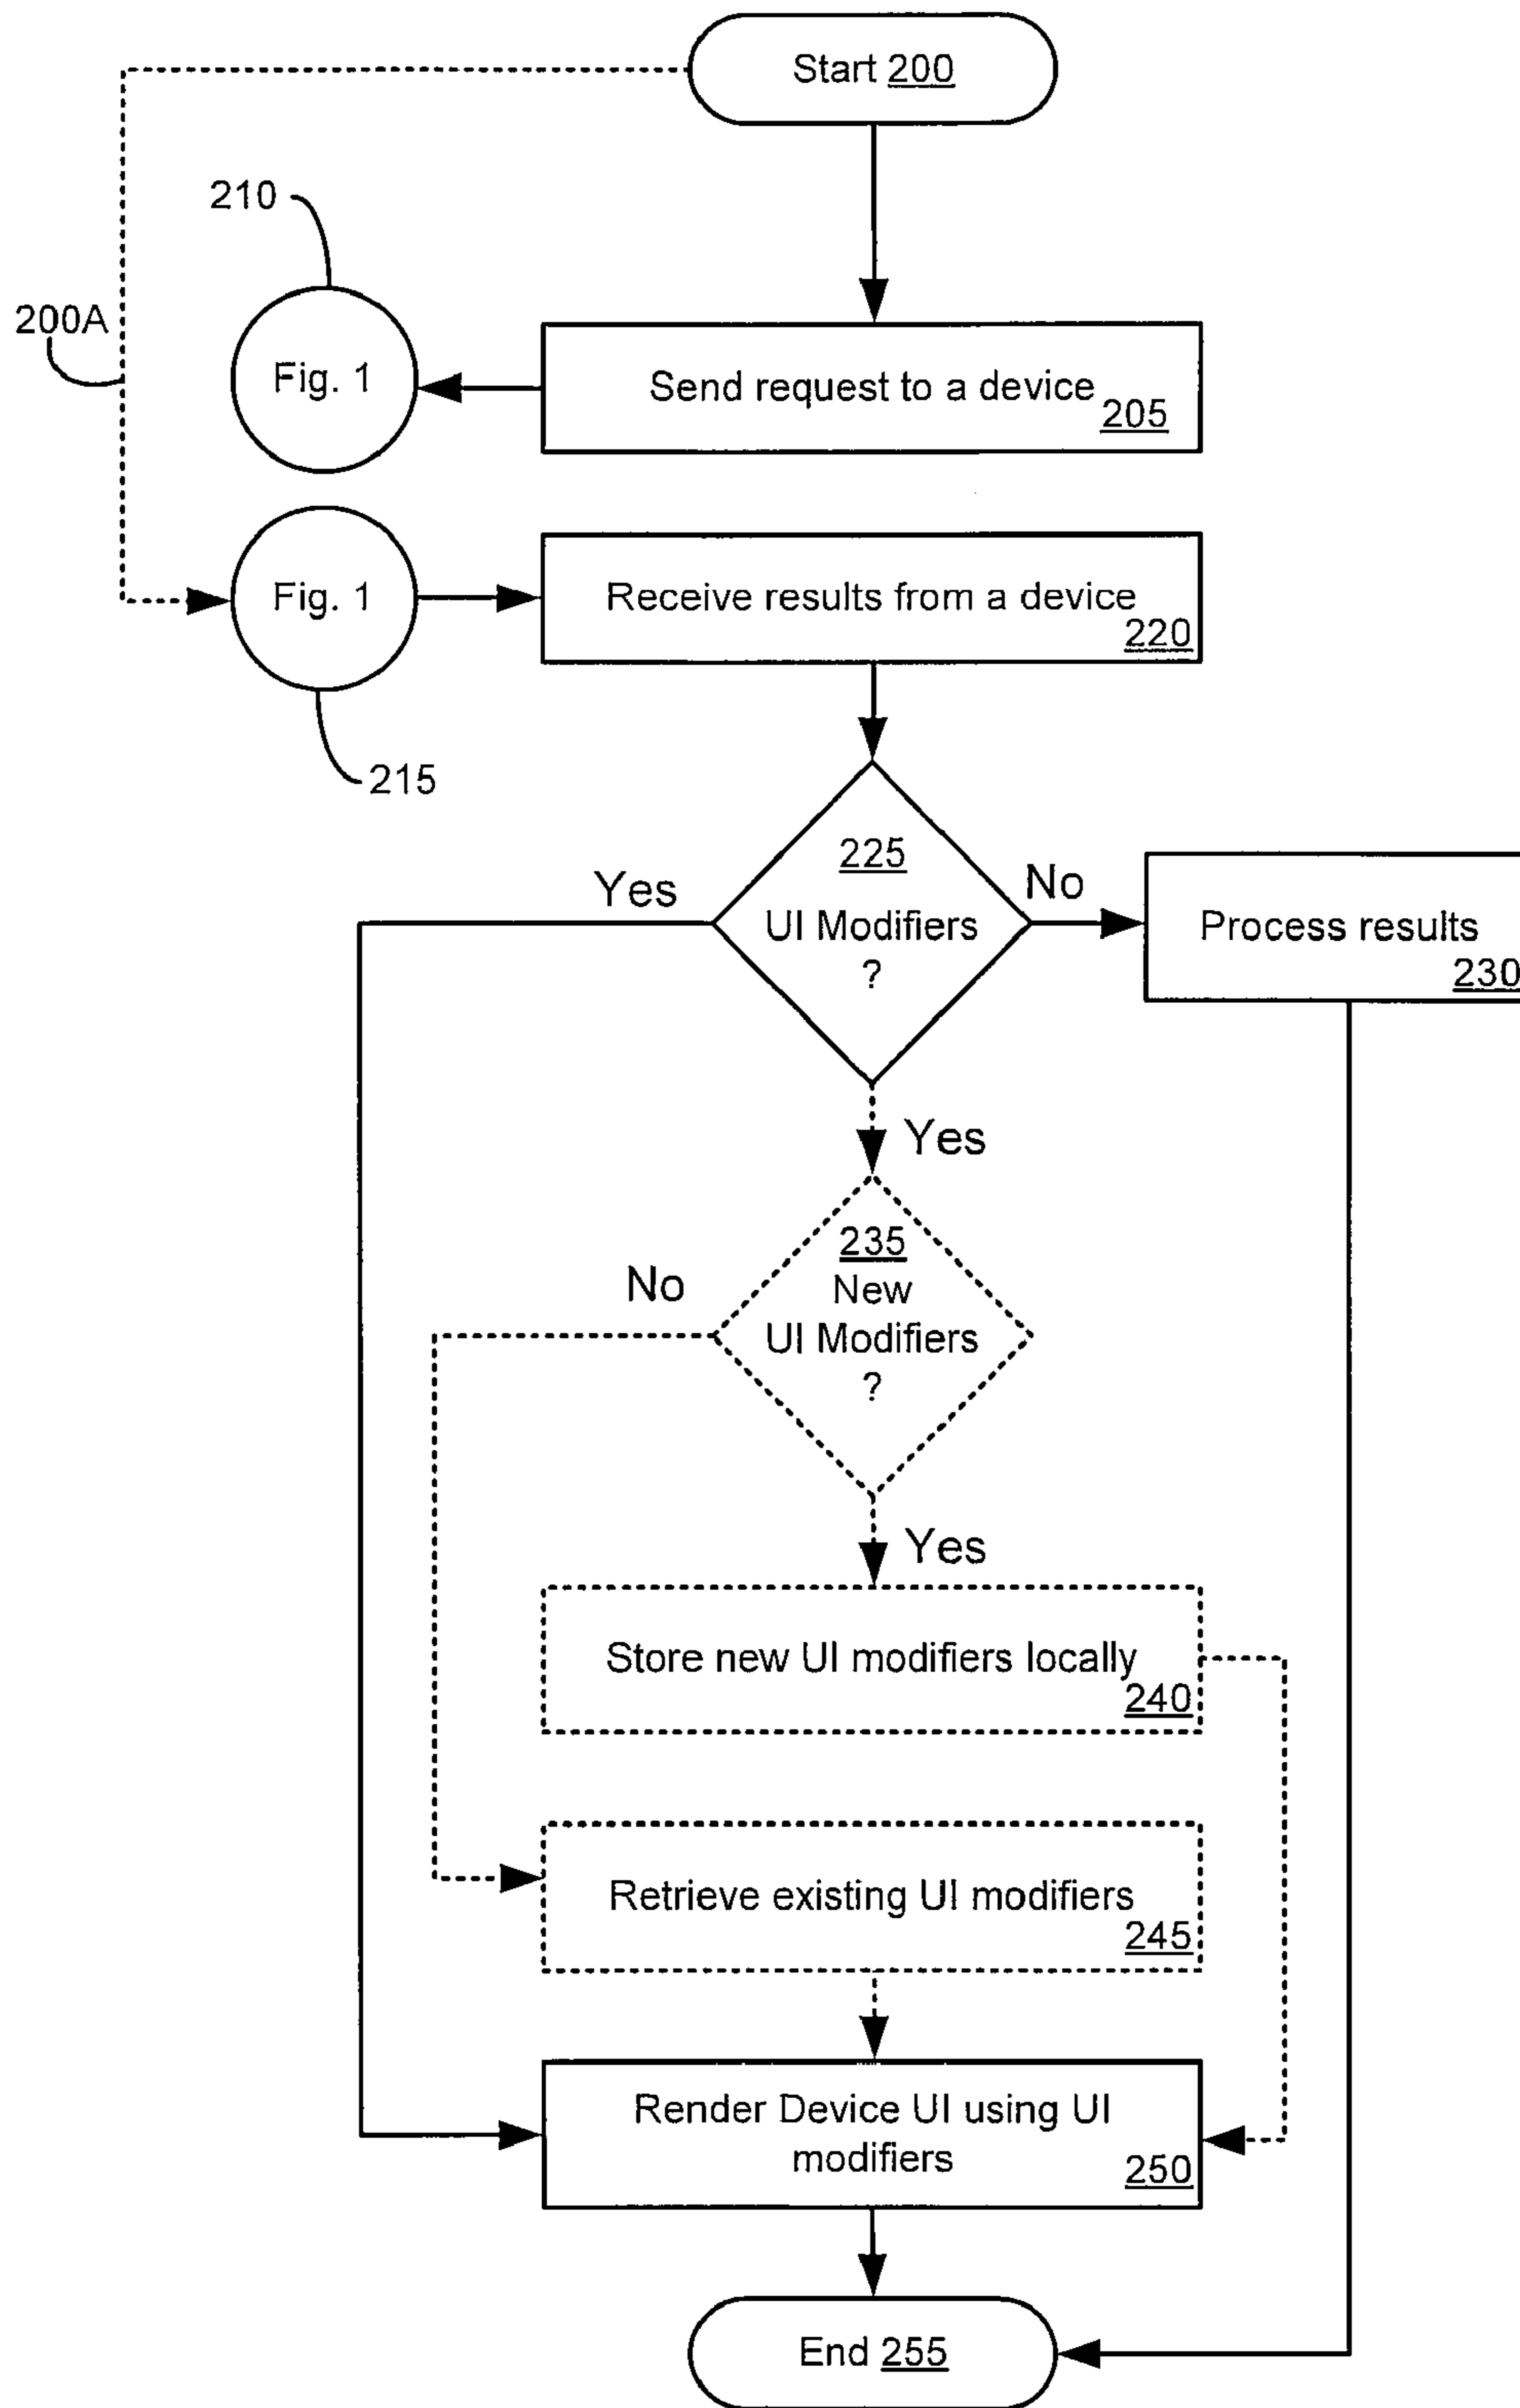 Start 200
210
200A
Fig. 1
Send request to a device
205
Fig. 1
Receive results from a device
220
215
225
UI Modifiers
?
Yes
No
Process results
230
Yes
235
New
UI Modifiers
?
No
Yes
Store new UI modifiers locally
240
Retrieve existing UI modifiers
245
Render Device UI using UI
modifiers
250
End 255